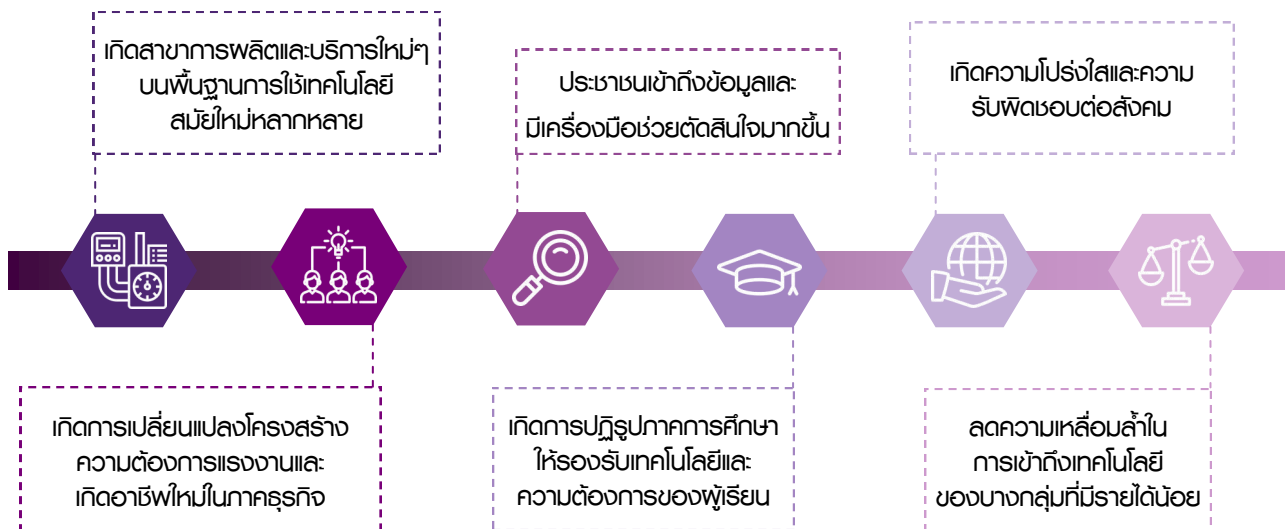 เกิดสาขาการผลิตและบริการใหม่ๆ
บนพื้นฐานการใช้เทคโนโลยี
สมัยใหม่หลากหลาย
ประชาชนเข้าถึงข้อมูลและ
มีเครื่องมือช่วยตัดสินใจมากขึ้น
เกิดความโปร่งใสและความ
รับผิดชอบต่อสังคม
เกิดการเปลี่ยนแปลงโครงสร้าง
ความต้องการแรงงานและ
เกิดอาชีพใหม่ในภาคธุรกิจ
เกิดการปฏิรูปภาคการศึกษา
ให้รองรับเทคโนโลยีและ
ความต้องการของผู้เรียน
ลดความเหลื่อมล้ำใน
การเข้าถึงเทคโนโลยี
ของบางกลุ่มที่มีรายได้น้อย